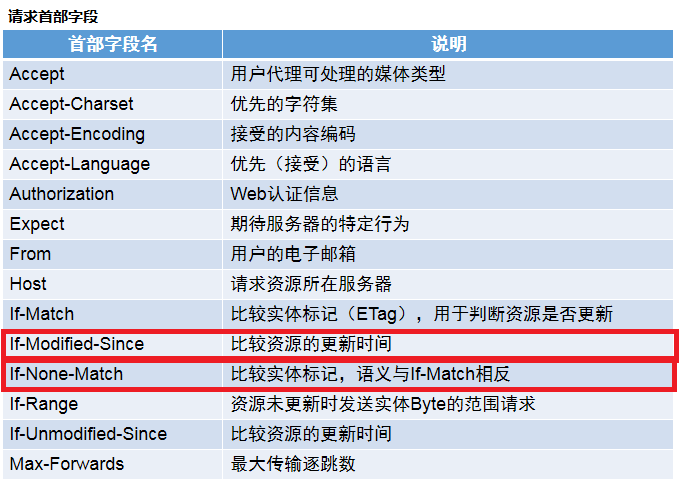 请求首部字段
首部字段名 说明
Accept 用户代理可处理的媒体类型
Accept-Charset 优先的字符集
Accept-Encoding 接受的内容编码
Accept-Language 优先（接受）的语言
Authorization Web认证信息
Expect 期待服务器的特定行为
From 用户的电子邮箱
Host 请求资源所在服务器
If-Match 比较实体标记（ETag），用于判断资源是否更新
If-Modified-Since 比较资源的更新时间
If-None-Match 比较实体标记，语义与If-Match相反
If-Range 资源未更新时发送实体Byte的范围请求
If-Unmodified-Since 比较资源的更新时间
Max-Forwards 最大传输逐跳数